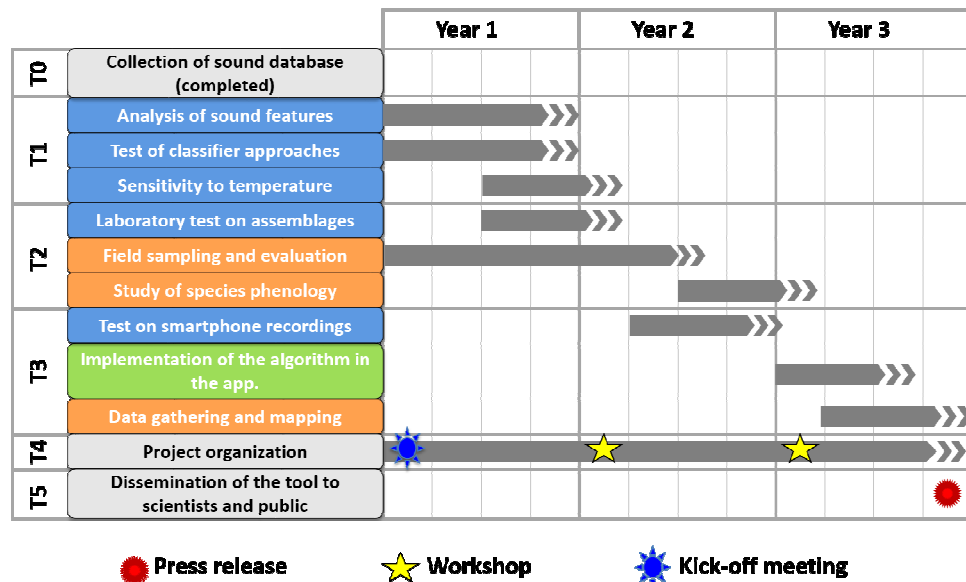 Year 1 Year 2 Year 3
T0
Collection of sound database
(completed)
T1
Analysis of sound features
Test of classifier approaches
Sensitivity to temperature
T2
Laboratory test on assemblages
Field sampling and evaluation
Study of species phenology
T3
Test on smartphone recordings
Implementation of the algorithm in
the app.
Data gathering and mapping
T4
Project organization
T5
Dissemination of the tool to
scientists and public
Press release Workshop Kick-off meeting